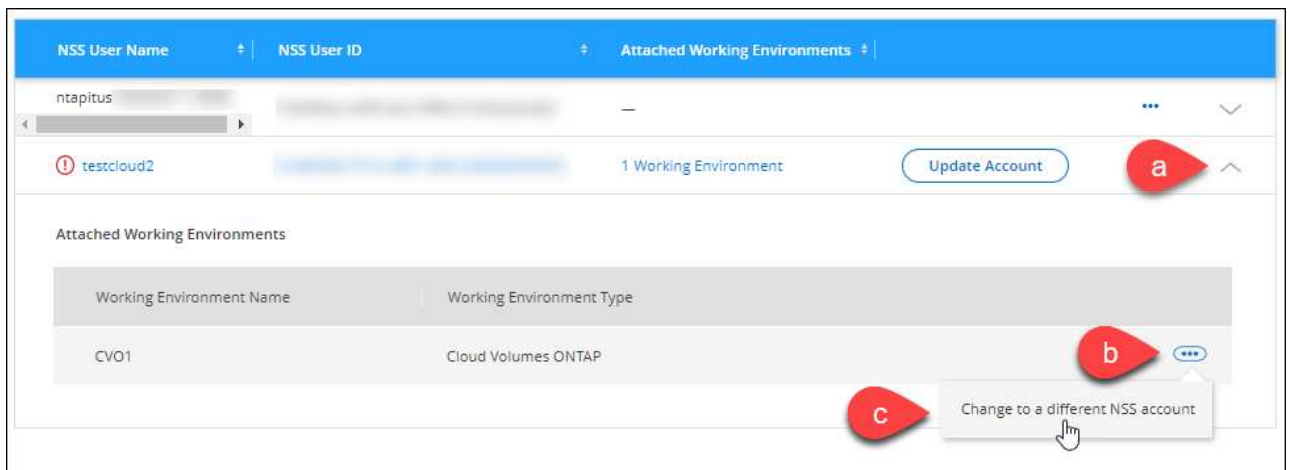 NSS User Name NSS User ID Attached Working Environments
ntapitus —
testcloud2 1 Working Environment Update Account a
Attached Working Environments
Working Environment Name Working Environment Type
CVO1 Cloud Volumes ONTAP b
c Change to a different NSS account